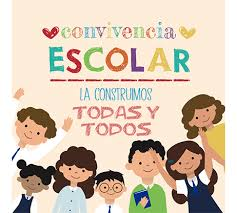 convivencia
ESCOLAR
LA CONSTRUIMOS
TODAS Y
TODOS